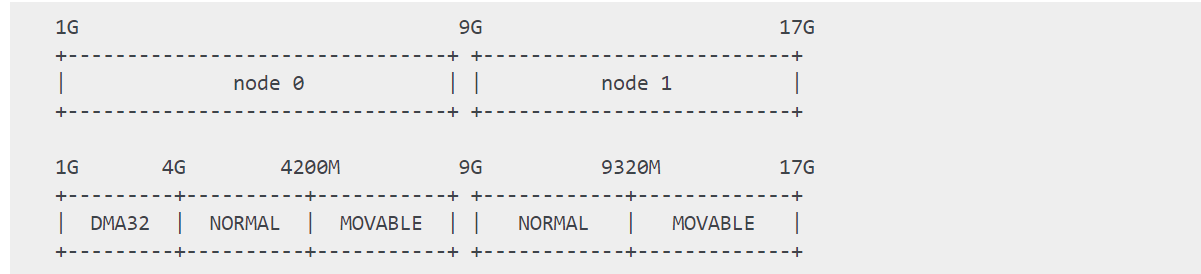 1G                                9G                         17G
+--------------------------------+ +--------------------------+
|              node 0            | |          node 1          |
+--------------------------------+ +--------------------------+
1G       4G        4200M          9G          9320M          17G
+---------+----------+-----------+ +------------+-------------+
|  DMA32  |  NORMAL  |  MOVABLE  | |   NORMAL   |   MOVABLE   |
+---------+----------+-----------+ +------------+-------------+